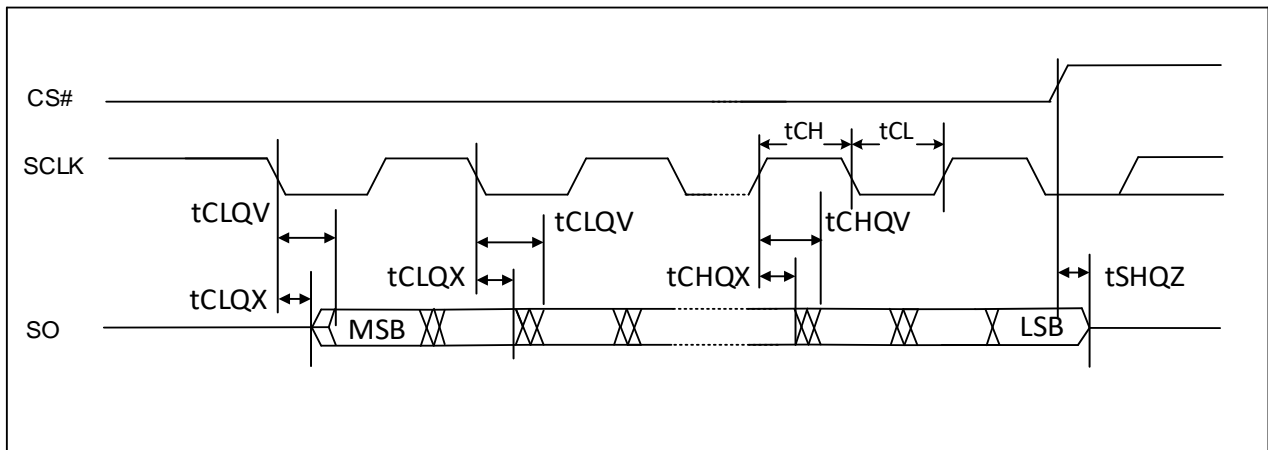 CS#
tCH tCL
SCLK
tCLQV tCLQV tCHQV
tCLQX tCLQX tCHQX tSHQZ
SO MSB LSB